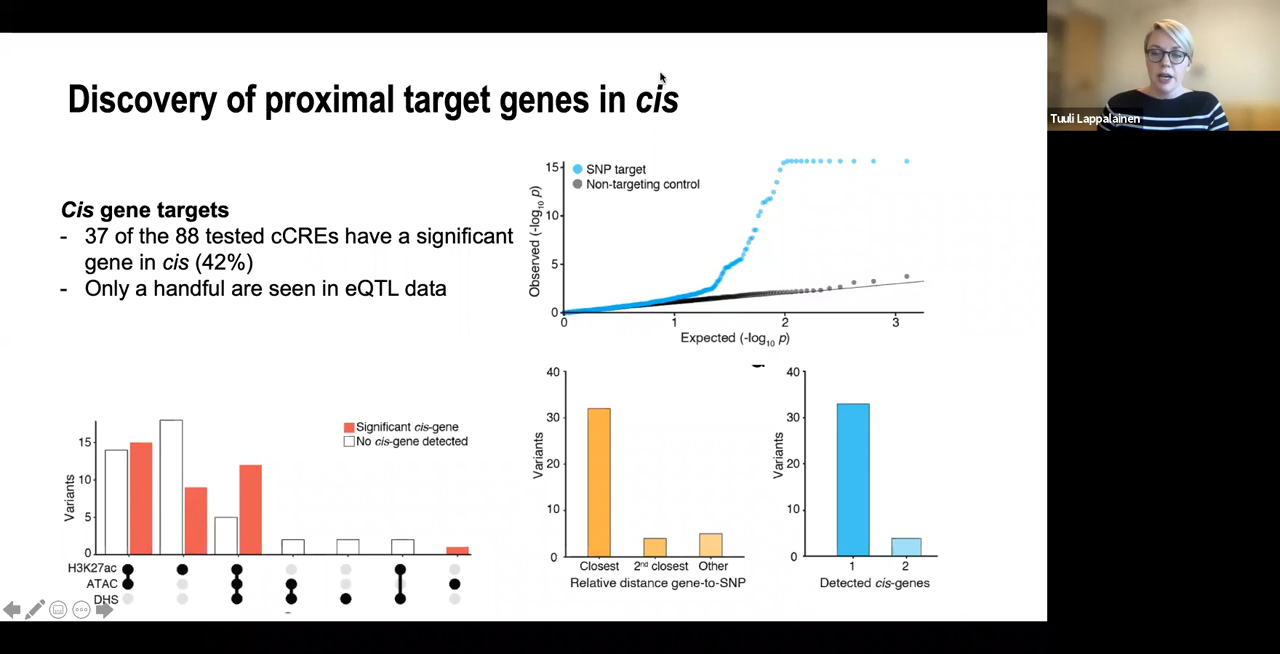 Discovery of proximal target genes in cis
Tuuli Lappalainen
Cis gene targets
- 37 of the 88 tested cCREs have a significant
gene in cis (42%)
- Only a handful are seen in eQTL data
SNP target
Non-targeting control
Observed (-log10 p)
15
10
5
0
0 1 2 3
Expected (-log10 p)
Significant cis-gene
No cis-gene detected
Variants
15
10
5
0
H3K27ac
ATAC
DHS
Variants
40
30
20
10
0
Closest 2nd closest Other
Relative distance gene-to-SNP
Variants
40
30
20
10
0
1 2
Detected cis-genes